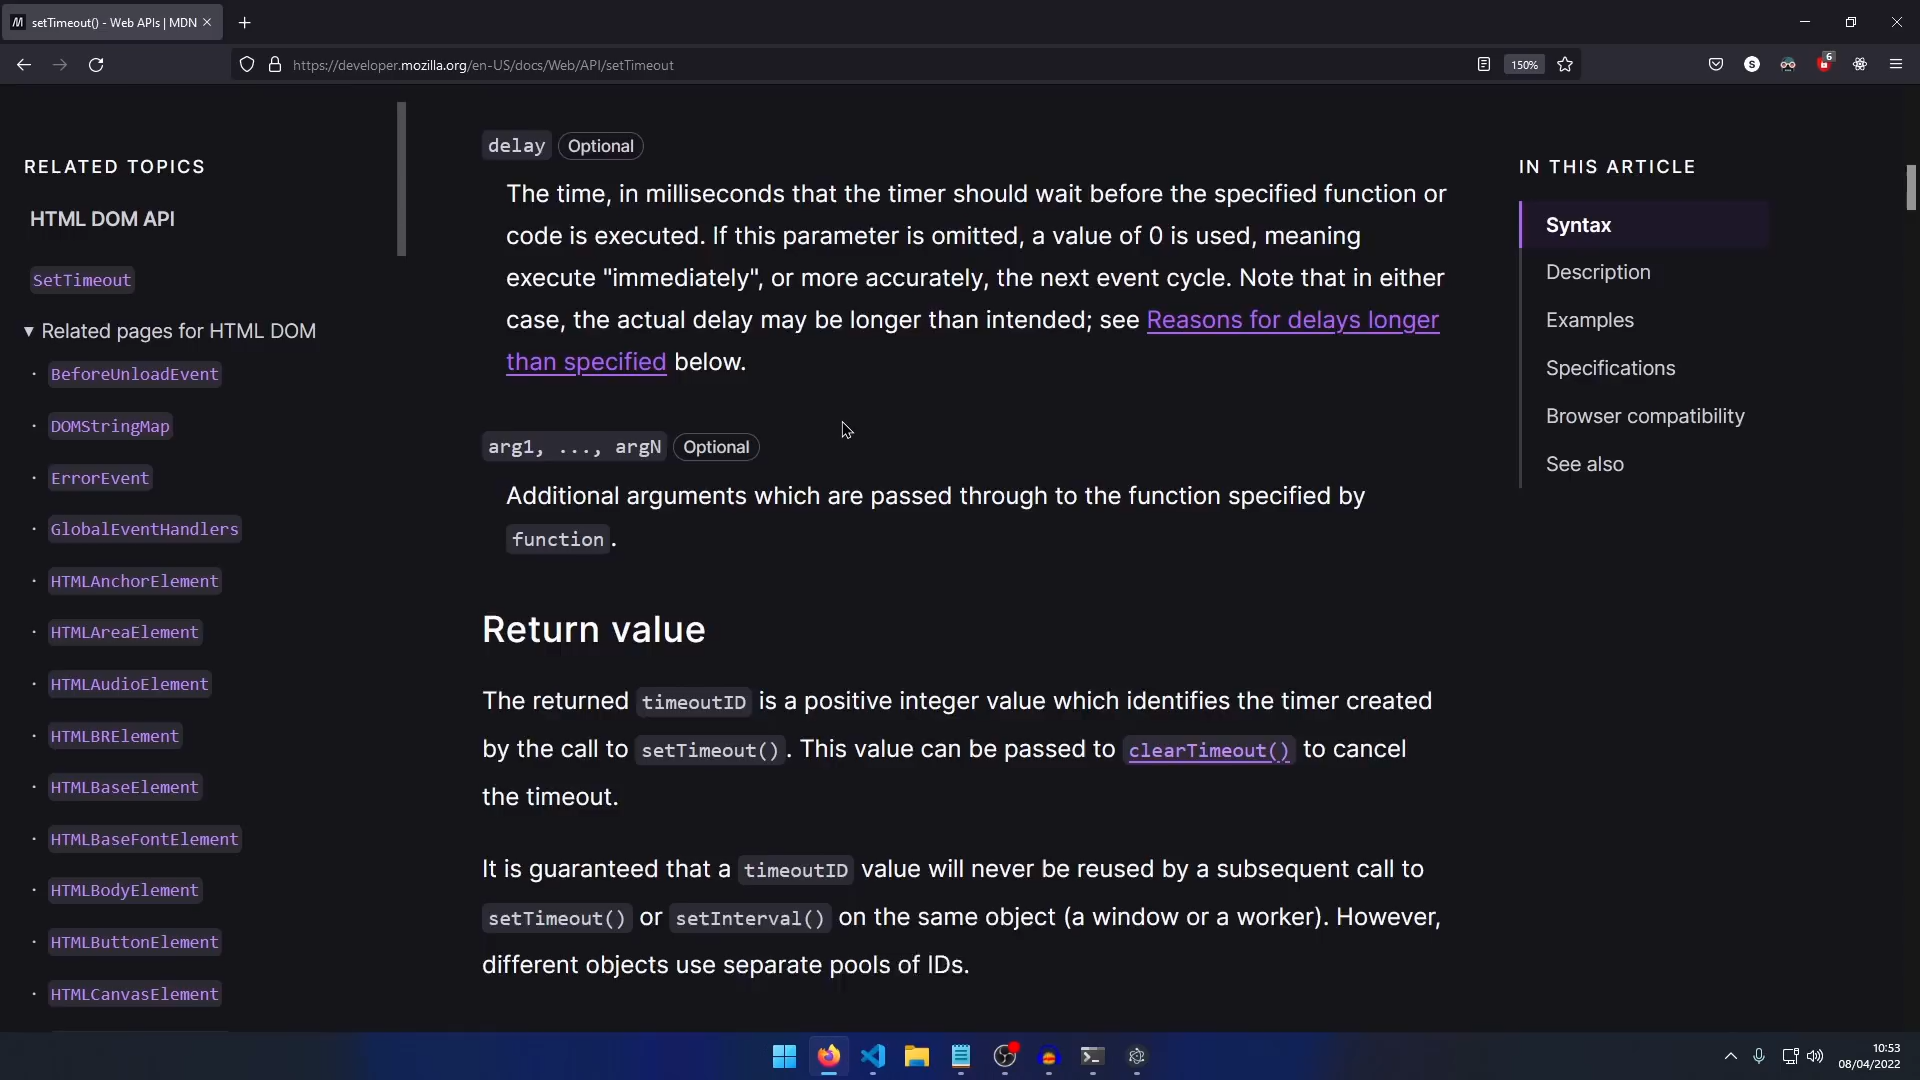 setTimeout() - Web APIs | MDN
https://developer.mozilla.org/en-US/docs/Web/API/setTimeout
150%
S
6
RELATED TOPICS
HTML DOM API
SetTimeout
▼ Related pages for HTML DOM
· BeforeUnloadEvent
· DOMStringMap
· ErrorEvent
· GlobalEventHandlers
· HTMLAnchorElement
· HTMLAreaElement
· HTMLAudioElement
· HTMLBRElement
· HTMLBaseElement
· HTMLBaseFontElement
· HTMLBodyElement
· HTMLButtonElement
· HTMLCanvasElement
delay Optional
The time, in milliseconds that the timer should wait before the specified function or
code is executed. If this parameter is omitted, a value of 0 is used, meaning
execute "immediately", or more accurately, the next event cycle. Note that in either
case, the actual delay may be longer than intended; see Reasons for delays longer
than specified below.
arg1, ..., argN Optional
Additional arguments which are passed through to the function specified by
function.
Return value
The returned timeoutID is a positive integer value which identifies the timer created
by the call to setTimeout(). This value can be passed to clearTimeout() to cancel
the timeout.
It is guaranteed that a timeoutID value will never be reused by a subsequent call to
setTimeout() or setInterval() on the same object (a window or a worker). However,
different objects use separate pools of IDs.
IN THIS ARTICLE
Syntax
Description
Examples
Specifications
Browser compatibility
See also
10:53
08/04/2022